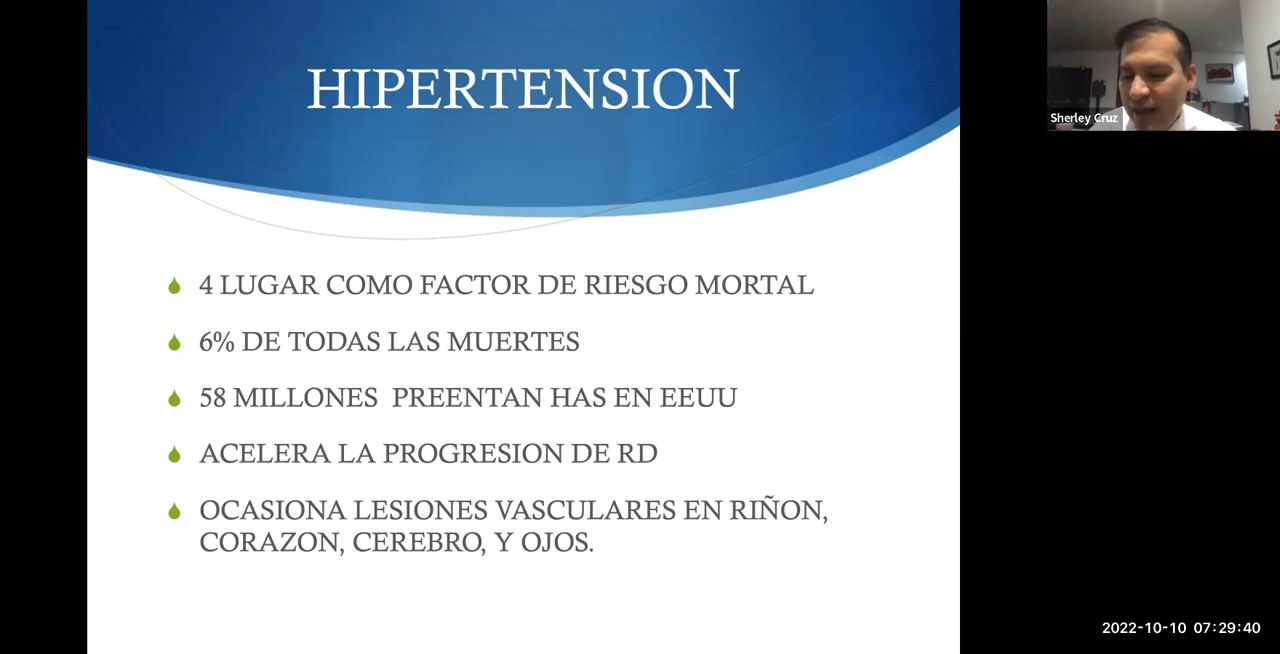 HIPERTENSION
4 LUGAR COMO FACTOR DE RIESGO MORTAL
6% DE TODAS LAS MUERTES
58 MILLONES  PREENTAN HAS EN EEUU
ACELERA LA PROGRESION DE RD
OCASIONA LESIONES VASCULARES EN RIÑON,
CORAZON, CEREBRO, Y OJOS.
Sherley Cruz
2022-10-10 07:29:40